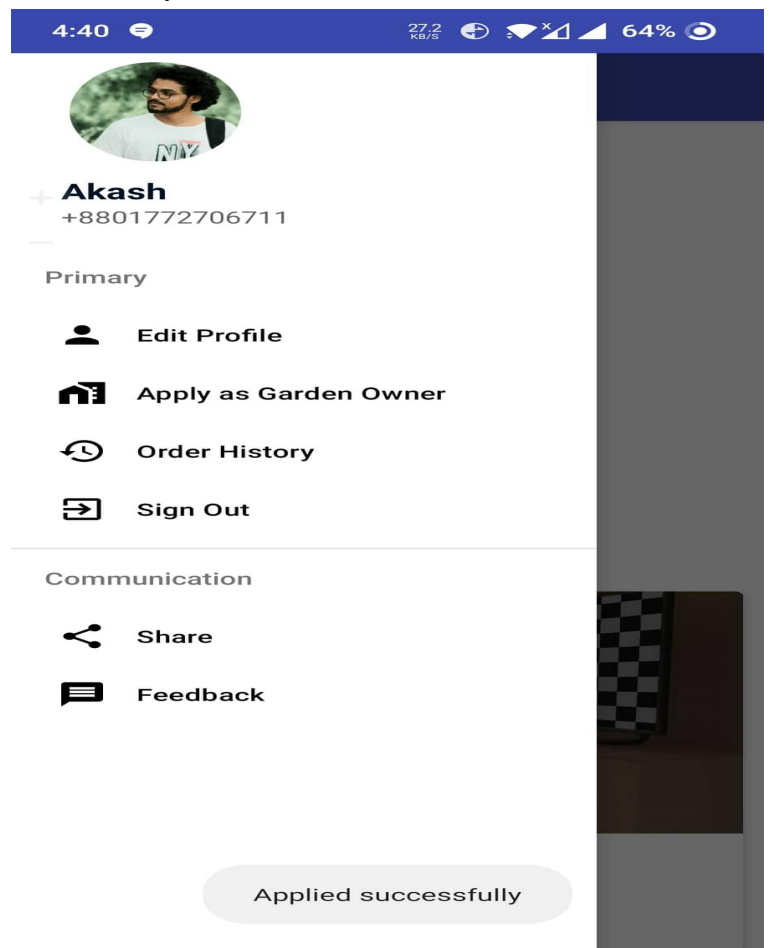 4:40
27.2
KB/S
64%
NY
Akash
+8801772706711
Primary
Edit Profile
Apply as Garden Owner
Order History
Sign Out
Communication
Share
Feedback
Applied successfully